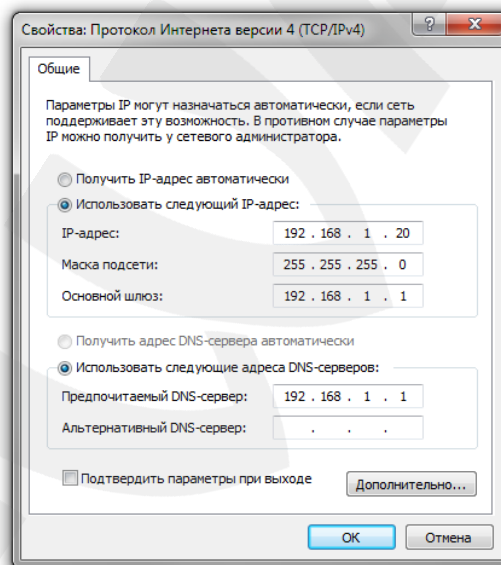 Свойства: Протокол Интернета версии 4 (TCP/IPv4)
Общие
Параметры IP могут назначаться автоматически, если сеть
поддерживает эту возможность. В противном случае параметры
IP можно получить у сетевого администратора.
Получить IP-адрес автоматически
Использовать следующий IP-адрес:
IP-адрес: 192 . 168 . 1 . 20
Маска подсети: 255 . 255 . 255 . 0
Основной шлюз: 192 . 168 . 1 . 1
Получить адрес DNS-сервера автоматически
Использовать следующие адреса DNS-серверов:
Предпочитаемый DNS-сервер: 192 . 168 . 1 . 1
Альтернативный DNS-сервер: . . .
Подтвердить параметры при выходе Дополнительно...
OK Отмена